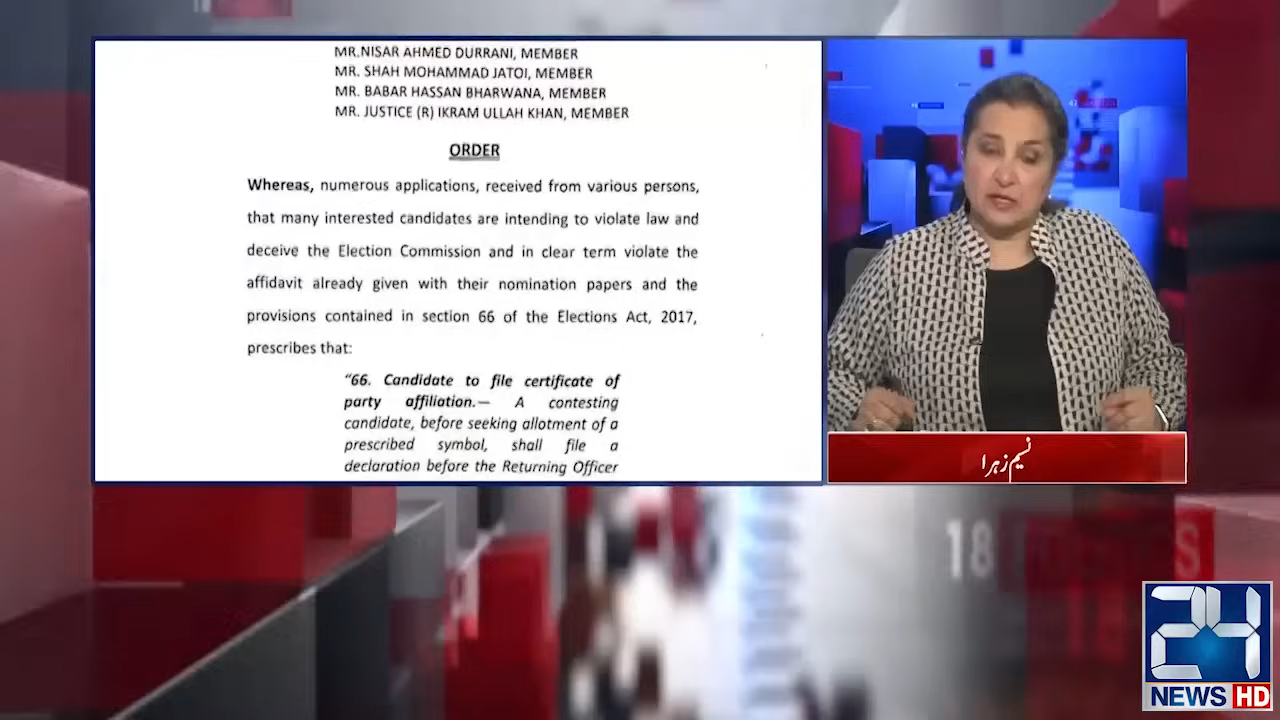 MR.NISAR AHMED DURRANI, MEMBER
MR. SHAH MOHAMMAD JATOI, MEMBER
MR. BABAR HASSAN BHARWANA, MEMBER
MR. JUSTICE (R) IKRAM ULLAH KHAN, MEMBER
ORDER
Whereas, numerous applications, received from various persons,
that many interested candidates are intending to violate law and
deceive the Election Commission and in clear term violate the
affidavit already given with their nomination papers and the
provisions contained in section 66 of the Elections Act, 2017,
prescribes that:
"66. Candidate to file certificate of
party affiliation.— A contesting
candidate, before seeking allotment of a
prescribed symbol, shall file a
declaration before the Returning Officer
نسیم زہرا
18
24
NEWS HD